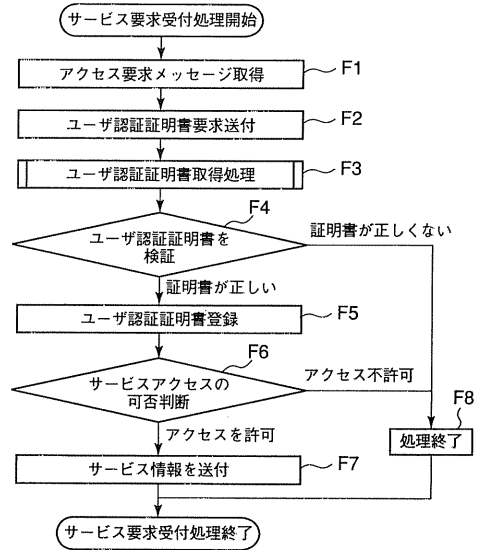 サービス要求受付処理開始
アクセス要求メッセージ取得
F1
ユーザ認証証明書要求送付
F2
ユーザ認証証明書取得処理
F3
F4
ユーザ認証証明書を
検証
証明書が正しくない
証明書が正しい
ユーザ認証証明書登録
F5
F6
サービスアクセスの
可否判断
アクセス不許可
F8
処理終了
アクセスを許可
サービス情報を送付
F7
サービス要求受付処理終了